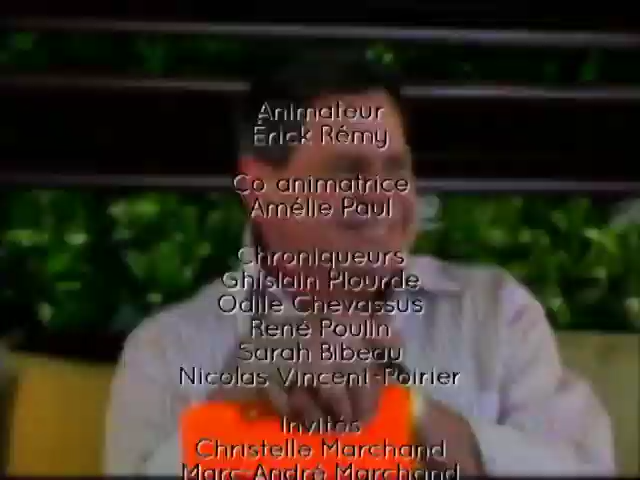 Animateur
Érick Rémy
Co animatrice
Amélie Paul
Chroniqueurs
Ghislain Plourde
Odile Chevassus
René Poulin
Sarah Bibeau
Nicolas Vincent-Poirier
Invités
Christelle Marchand
Marc-André Marchand